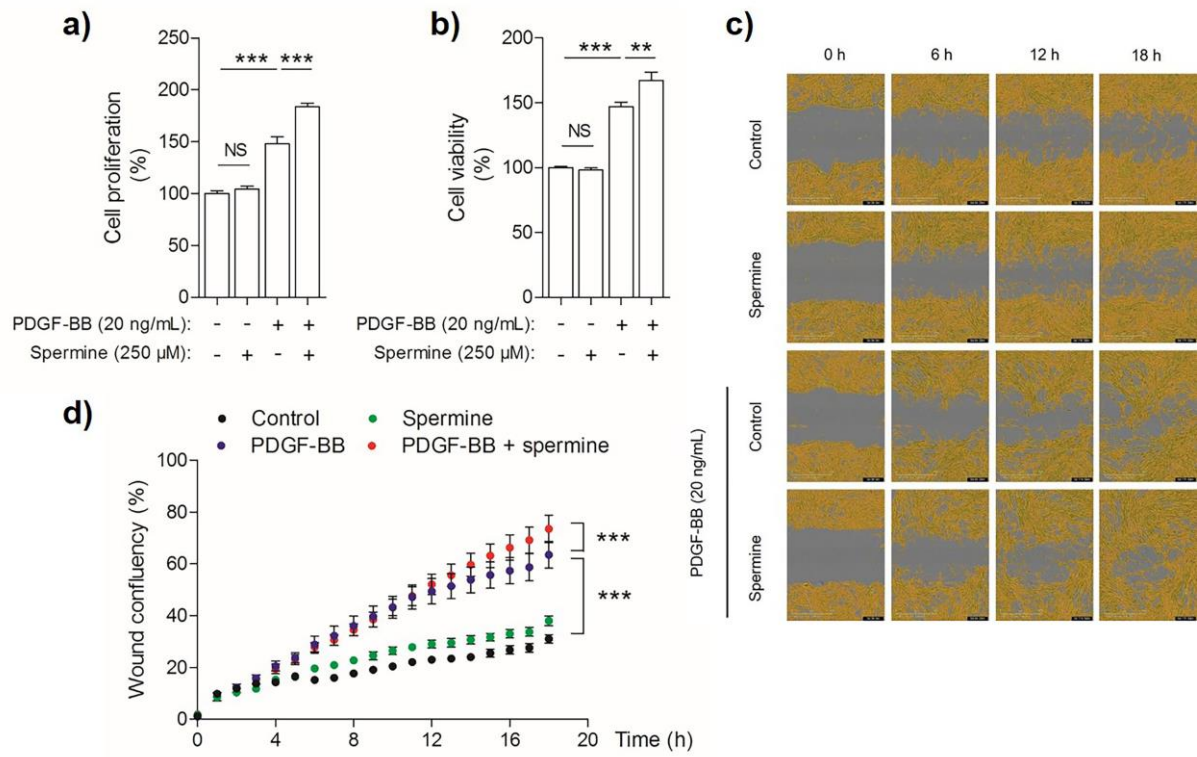 a)
250
200
150
100
50
0
Cell proliferation
(%)
***
***
NS
PDGF-BB (20 ng/mL): - - + +
Spermine (250 µM): - + - +
b)
200
150
100
50
0
Cell viability
(%)
***
**
NS
PDGF-BB (20 ng/mL): - - + +
Spermine (250 µM): - + - +
c)
0 h 6 h 12 h 18 h
Control
Spermine
Control
Spermine
PDGF-BB (20 ng/mL)
d)
Control Spermine
PDGF-BB PDGF-BB + spermine
100
80
60
40
20
0
Wound confluency (%)
***
***
0 4 8 12 16 20 Time (h)